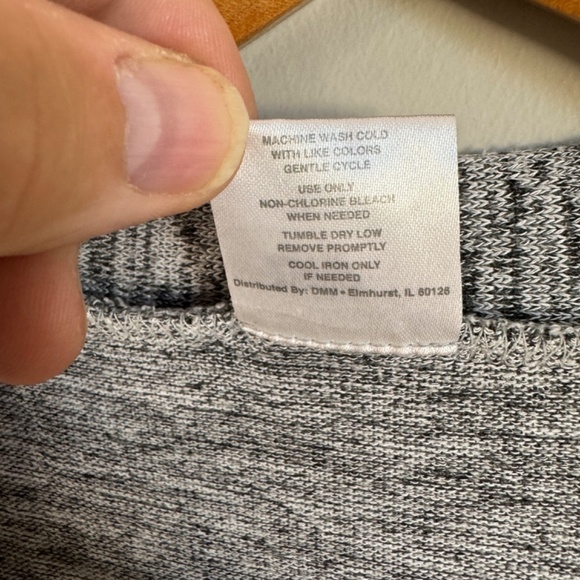 MACHINE WASH COLD
WITH LIKE COLORS
GENTLE CYCLE
USE ONLY
NON-CHLORINE BLEACH
WHEN NEEDED
TUMBLE DRY LOW
REMOVE PROMPTLY
COOL IRON ONLY
IF NEEDED
Distributed By: DMM • Elmhurst, IL 60126